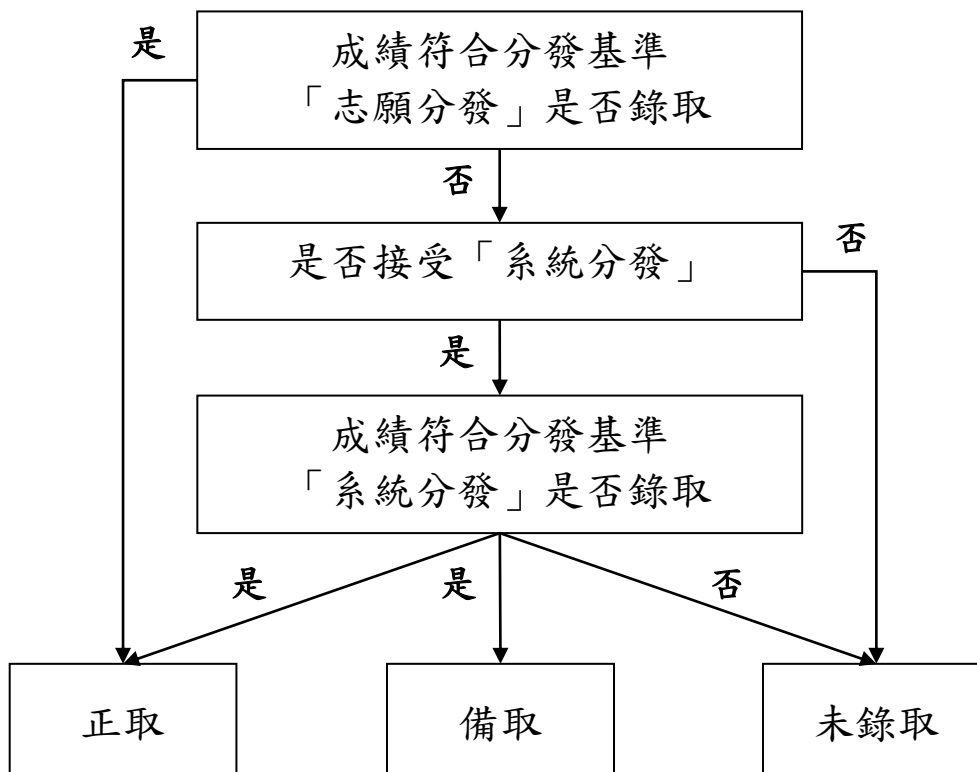 是
成績符合分發基準
「志願分發」是否錄取
否
是否接受「系統分發」
否
是
成績符合分發基準
「系統分發」是否錄取
是
是
否
正取
備取
未錄取